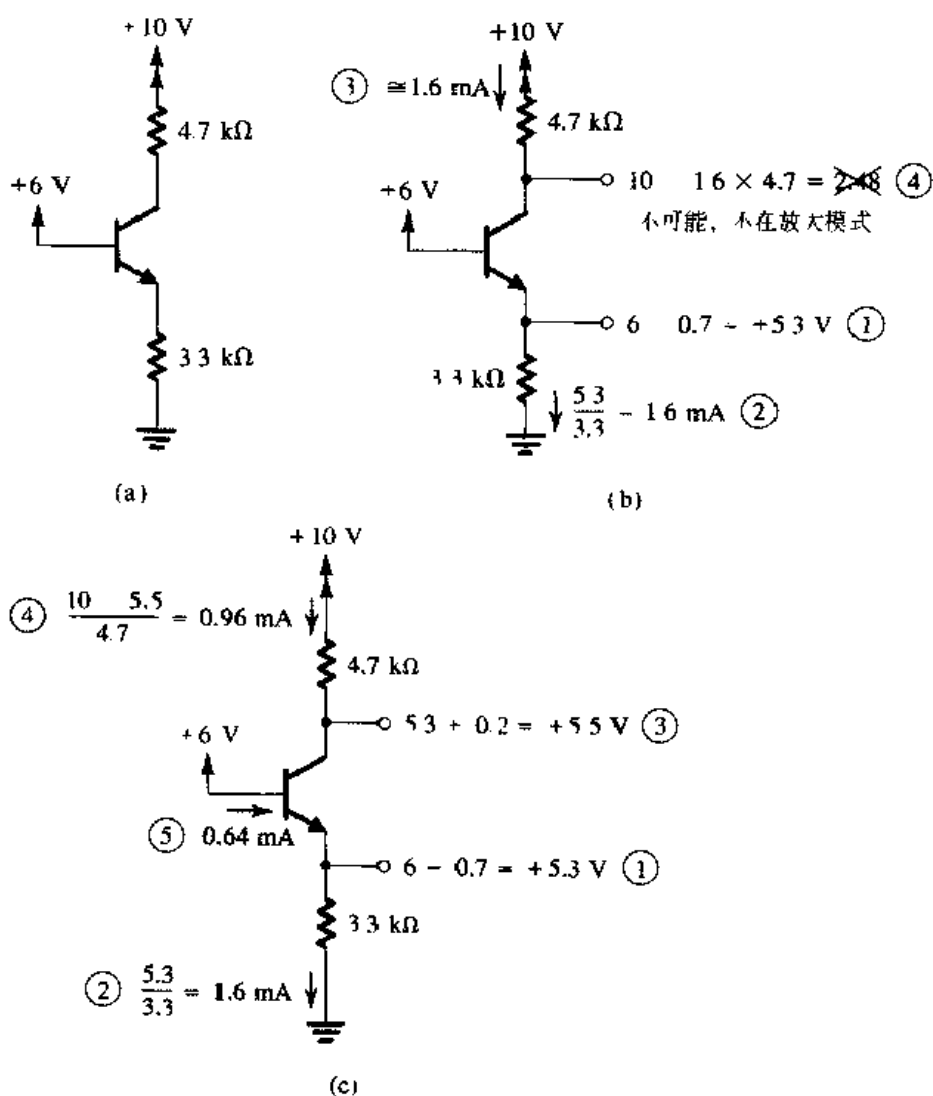 +10 V
4.7 kΩ
+6 V
3.3 kΩ
(a)
+10 V
③ ≅1.6 mA
4.7 kΩ
+6 V
10 1.6 × 4.7 = 2.48 ④
不可能, 不在放大模式
6 0.7 - +5.3 V ①
3.3 kΩ
5.3
3.3 - 1.6 mA ②
(b)
+10 V
④ 10 5.5
4.7 = 0.96 mA
4.7 kΩ
5.3 + 0.2 = +5.5 V ③
+6 V
⑤ 0.64 mA
6 - 0.7 = +5.3 V ①
3.3 kΩ
② 5.3
3.3 = 1.6 mA
(c)